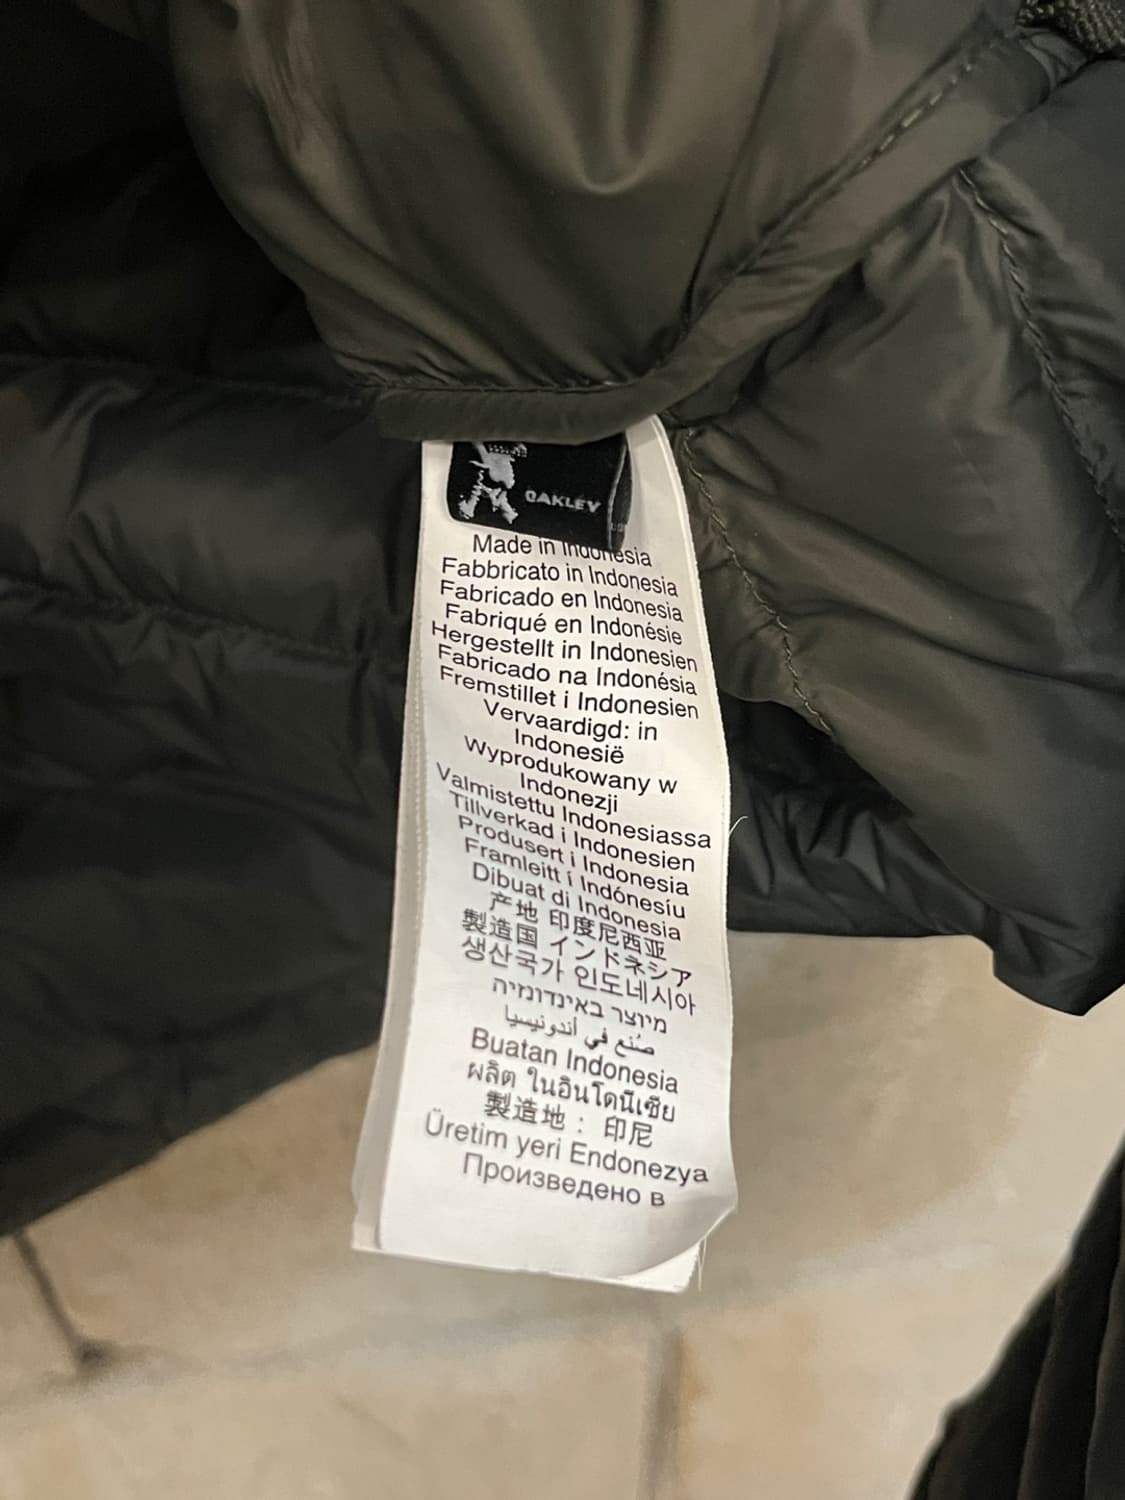 OAKLEY
Made in Indonesia
Fabbricato in Indonesia
Fabricado en Indonesia
Fabriqué en Indonésie
Hergestellt in Indonesien
Fabricado na Indonésia
Fremstillet i Indonesien
Vervaardigd: in
Indonesië
Wyprodukowany w
Indonezji
Valmistettu Indonesiassa
Tillverkad i Indonesien
Produsert i Indonesia
Framleitt í Indónesíu
Dibuat di Indonesia
产地 印度尼西亚
製造国 インドネシア
생산국가 인도네시아
מיוצר באינדונזיה
صُنع في أندونيسيا
Buatan Indonesia
ผลิต ในอินโดนีเซีย
製造地： 印尼
Üretim yeri Endonezya
Произведено в